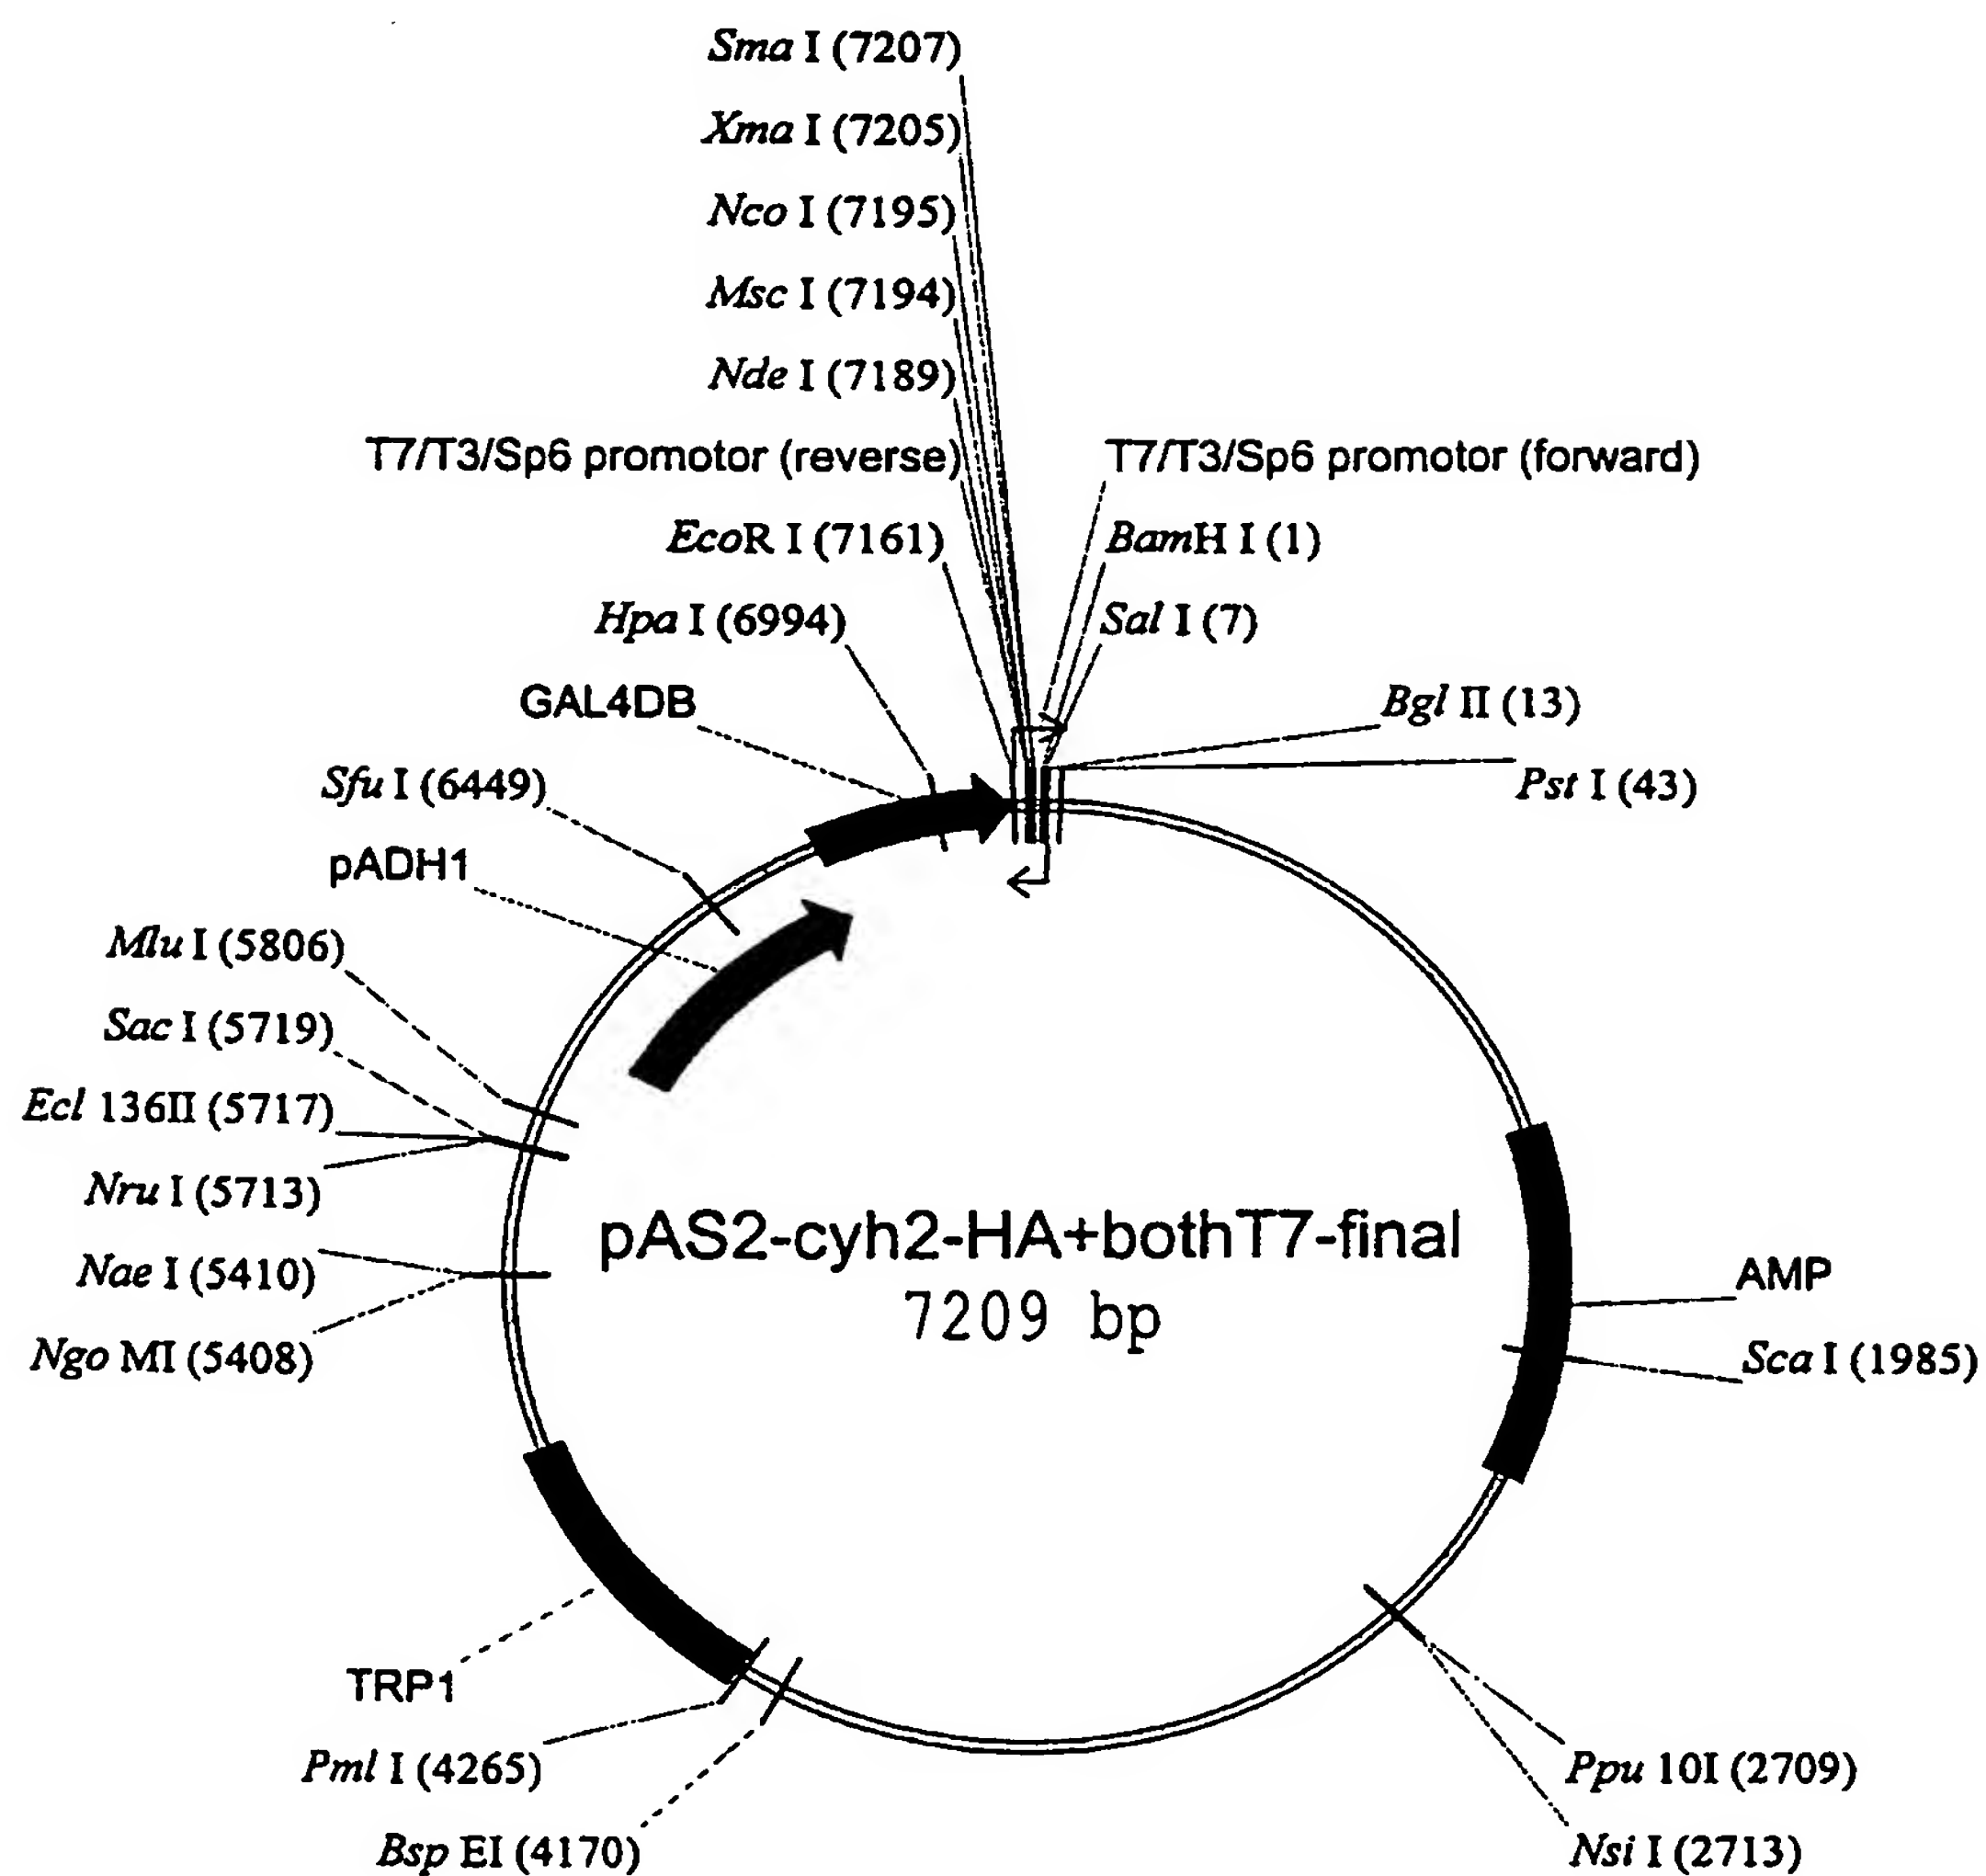 Sma I (7207)
Xma I (7205)
Nco I (7195)
Msc I (7194)
Nde I (7189)
T7/T3/Sp6 promotor (reverse)
T7/T3/Sp6 promotor (forward)
EcoR I (7161)
BamH I (1)
Hpa I (6994)
Sal I (7)
GAL4DB
Bgl II (13)
Sfu I (6449)
Pst I (43)
pADH1
Mlu I (5806)
Sac I (5719)
Ecl 136II (5717)
Nru I (5713)
pAS2-cyh2-HA+bothT7-final
7209 bp
Nae I (5410)
AMP
Ngo MI (5408)
Sca I (1985)
TRP1
Pml I (4265)
Ppu 10I (2709)
Bsp EI (4170)
Nsi I (2713)